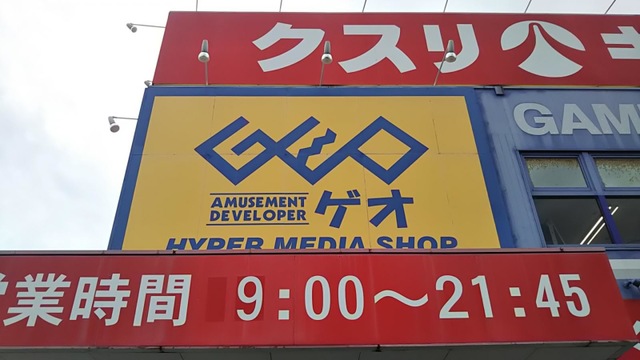 クスリ
GAM
GEO
AMUSEMENT
DEVELOPER ゲオ
HYPER MEDIA SHOP
営業時間 9:00～21:45